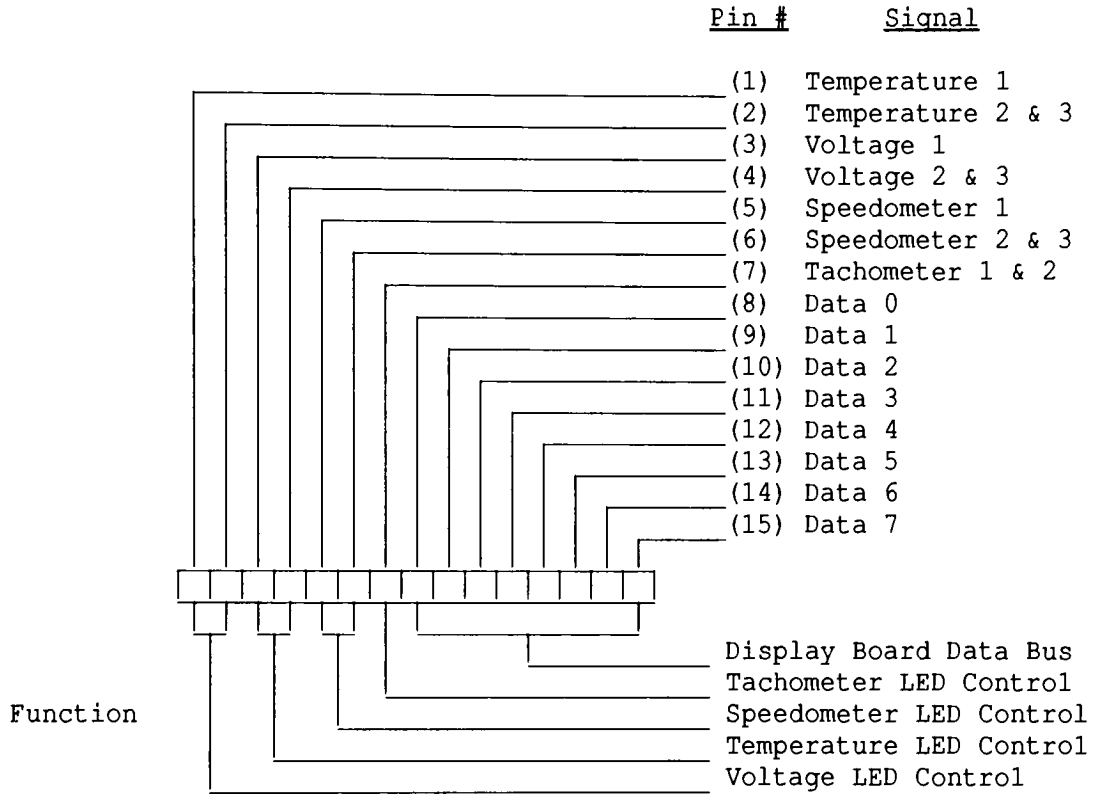 Pin # Signal
(1) Temperature 1
(2) Temperature 2 & 3
(3) Voltage 1
(4) Voltage 2 & 3
(5) Speedometer 1
(6) Speedometer 2 & 3
(7) Tachometer 1 & 2
(8) Data 0
(9) Data 1
(10) Data 2
(11) Data 3
(12) Data 4
(13) Data 5
(14) Data 6
(15) Data 7
Display Board Data Bus
Tachometer LED Control
Function Speedometer LED Control
Temperature LED Control
Voltage LED Control